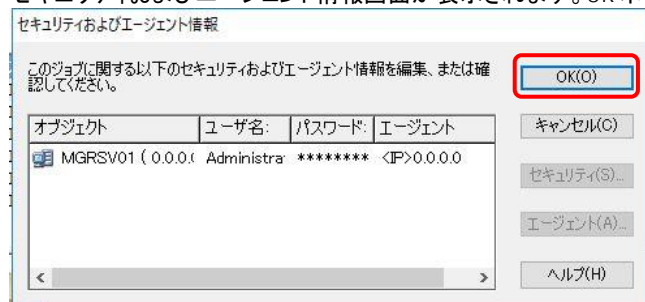 セキュリティおよびエージェント情報
このジョブに関する以下のセキュリティおよびエージェント情報を編集、または確
認してください。
OK(O)
オブジェクト ユーザ名: パスワード: エージェント
キャンセル(C)
MGRSV01 ( 0.0.0.( Administra ******** <IP>0.0.0.0
セキュリティ(S)...
エージェント(A)...
ヘルプ(H)